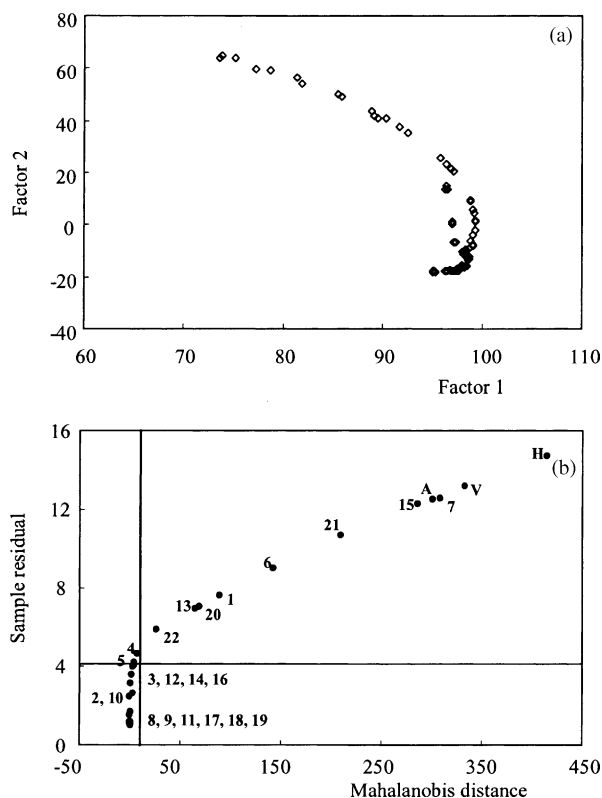 80
(a)
60
40
Factor 2
20
0
-20
-40
60 70 80 90 100 110
Factor 1
16
H
(b)
V
A
12
15
7
21
Sample residual
6
8
1
13
20
22
4
5
4
3, 12, 14, 16
2, 10
8, 9, 11, 17, 18, 19
0
-50 50 150 250 350 450
Mahalanobis distance